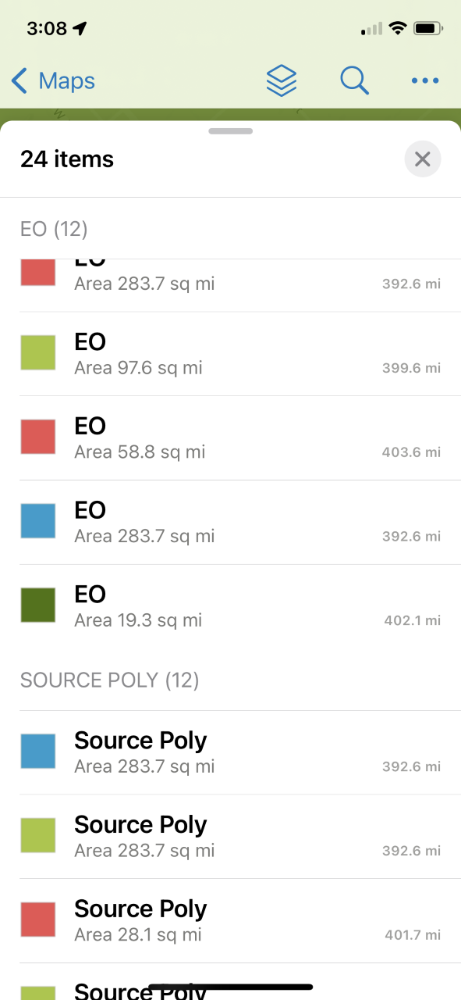 3:08
Maps
24 items
EO (12)
EO
Area 283.7 sq mi
392.6 mi
EO
Area 97.6 sq mi
399.6 mi
EO
Area 58.8 sq mi
403.6 mi
EO
Area 283.7 sq mi
392.6 mi
EO
Area 19.3 sq mi
402.1 mi
SOURCE POLY (12)
Source Poly
Area 283.7 sq mi
392.6 mi
Source Poly
Area 283.7 sq mi
392.6 mi
Source Poly
Area 28.1 sq mi
401.7 mi
Source Poly